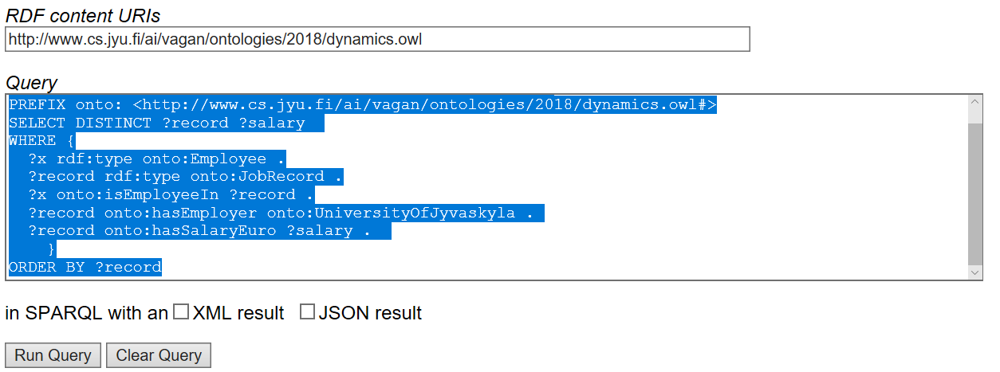 RDF content URIs
http://www.cs.jyu.fi/ai/vagan/ontologies/2018/dynamics.owl
Query
PREFIX onto: <http://www.cs.jyu.fi/ai/vagan/ontologies/2018/dynamics.owl#>
SELECT DISTINCT ?record ?salary
WHERE {
?x rdf:type onto:Employee .
?record rdf:type onto:JobRecord .
?x onto:isEmployeeIn ?record .
?record onto:hasEmployer onto:UniversityOfJyvaskyla .
?record onto:hasSalaryEuro ?salary .
}
ORDER BY ?record
in SPARQL with an XML result JSON result
Run Query Clear Query